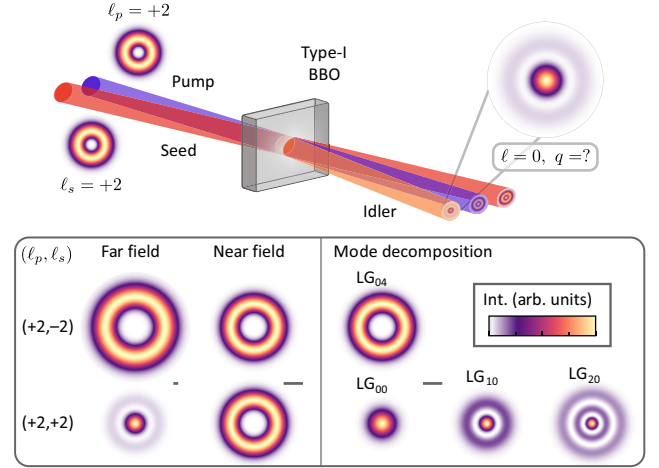 ℓp = +2
Type-I
BBO
Pump
Seed
ℓs = +2
ℓ = 0, q =?
Idler
(ℓp, ℓs) Far field Near field Mode decomposition
LG04
Int. (arb. units)
(+2,−2)
LG00 LG10 LG20
(+2,+2)